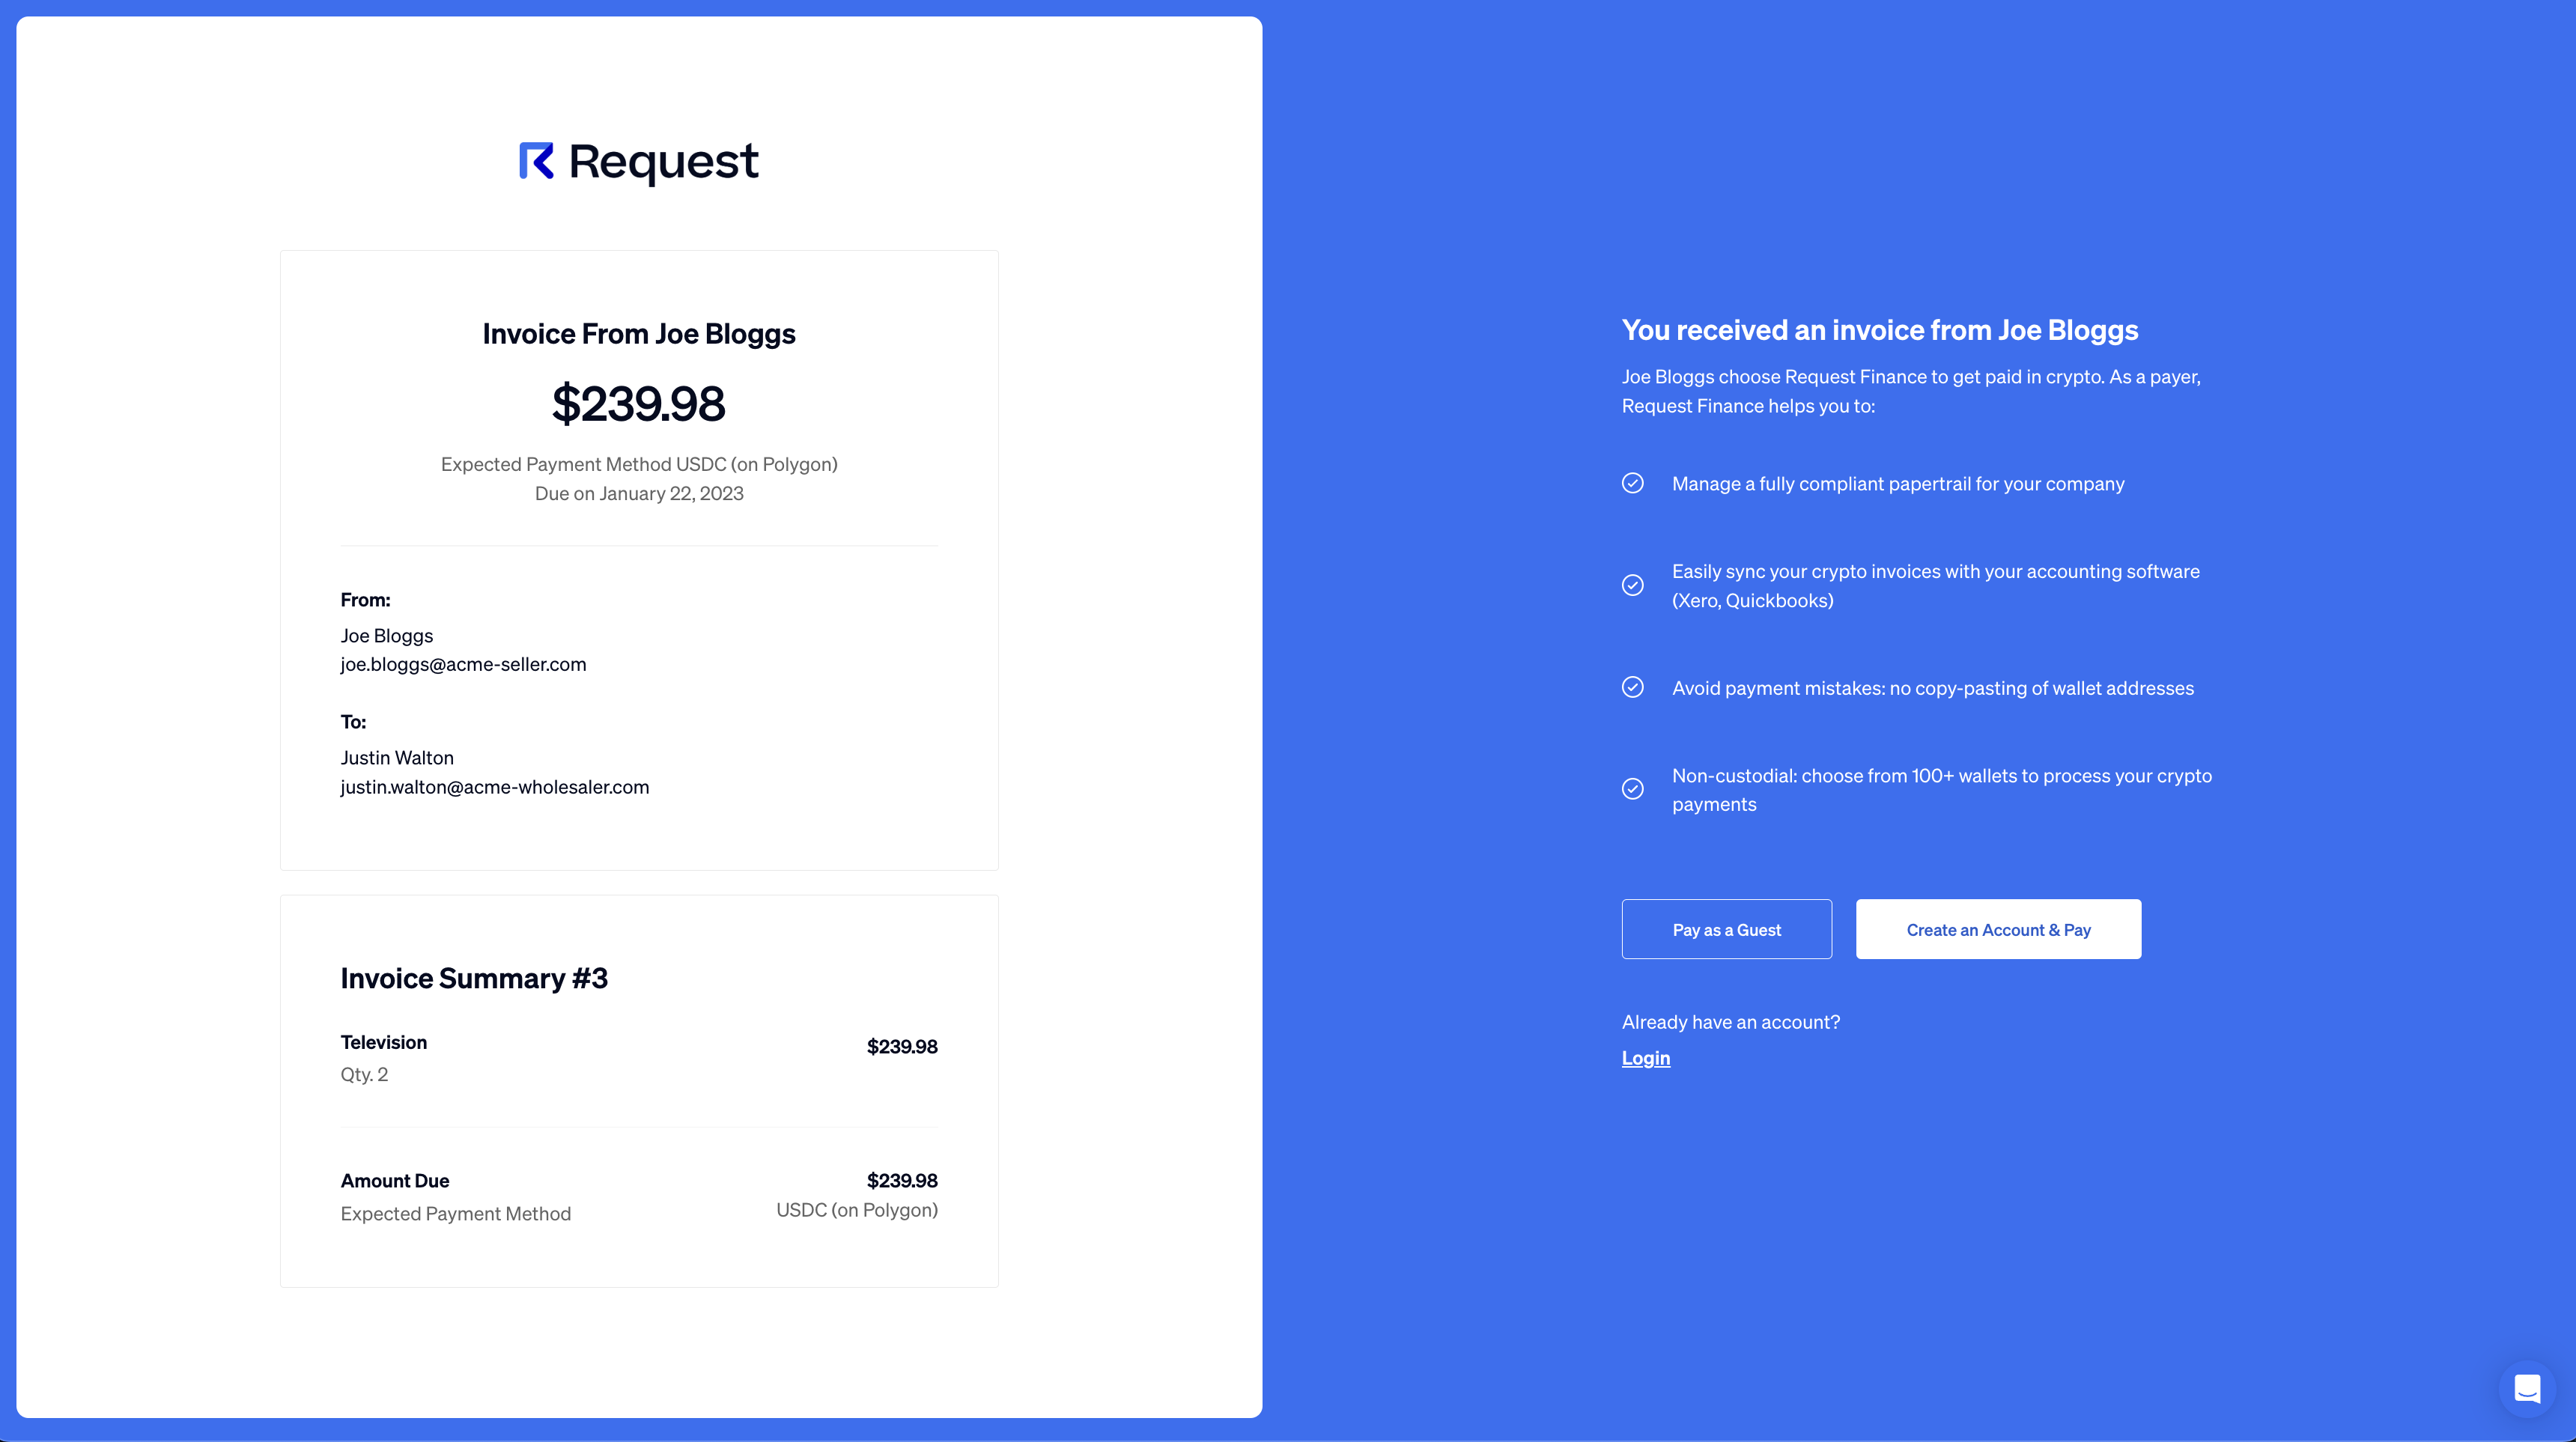 Request
Invoice From Joe Bloggs
$239.98
Expected Payment Method USDC (on Polygon)
Due on January 22, 2023
From:
Joe Bloggs
joe.bloggs@acme-seller.com
To:
Justin Walton
justin.walton@acme-wholesaler.com
Invoice Summary #3
Television
$239.98
Qty. 2
Amount Due
$239.98
Expected Payment Method
USDC (on Polygon)
You received an invoice from Joe Bloggs
Joe Bloggs choose Request Finance to get paid in crypto. As a payer,
Request Finance helps you to:
Manage a fully compliant papertrail for your company
Easily sync your crypto invoices with your accounting software
(Xero, Quickbooks)
Avoid payment mistakes: no copy-pasting of wallet addresses
Non-custodial: choose from 100+ wallets to process your crypto
payments
Pay as a Guest
Create an Account & Pay
Already have an account?
Login